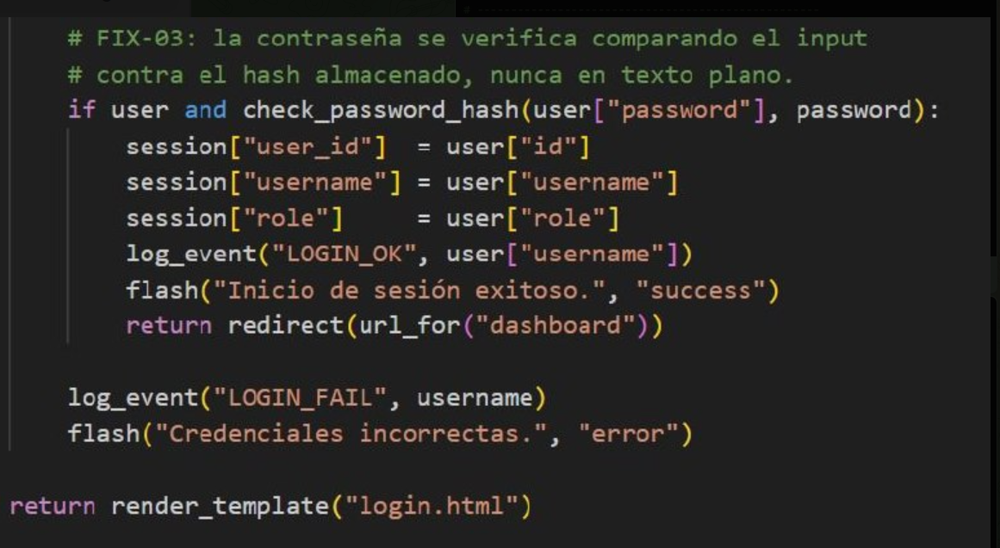 # FIX-03: la contraseña se verifica comparando el input
# contra el hash almacenado, nunca en texto plano.
if user and check_password_hash(user["password"], password):
session["user_id"]  = user["id"]
session["username"] = user["username"]
session["role"]     = user["role"]
log_event("LOGIN_OK", user["username"])
flash("Inicio de sesión exitoso.", "success")
return redirect(url_for("dashboard"))
log_event("LOGIN_FAIL", username)
flash("Credenciales incorrectas.", "error")
return render_template("login.html")